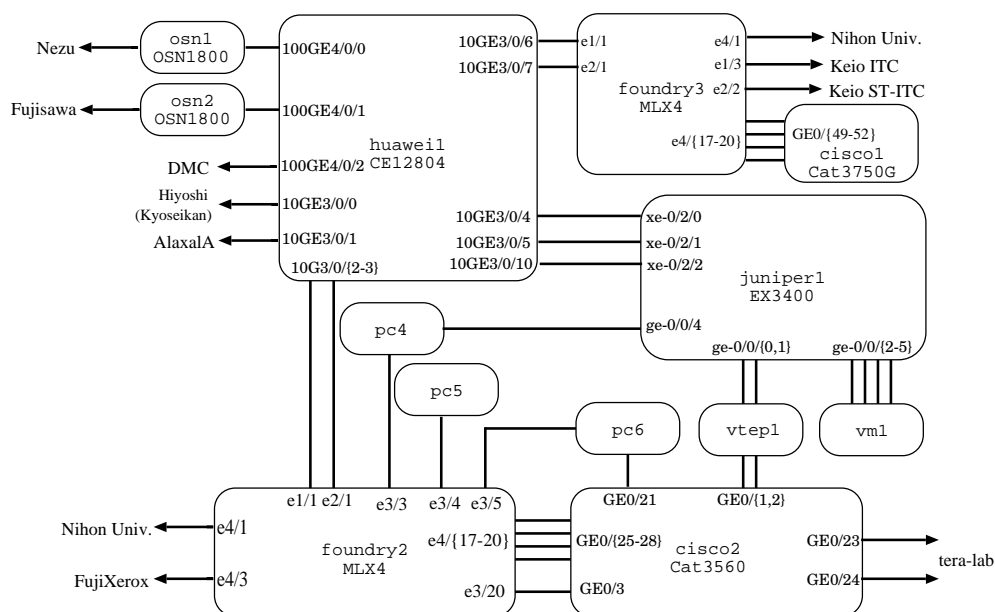 Nezu
osn1
OSN1800
100GE4/0/0
10GE3/0/6
10GE3/0/7
e1/1
e2/1
e4/1
e1/3
e2/2
Nihon Univ.
Keio ITC
Keio ST-ITC
foundry3
MLX4
Fujisawa
osn2
OSN1800
100GE4/0/1
huawei1
CE12804
e4/{17-20}
GE0/{49-52}
cisco1
Cat3750G
DMC
100GE4/0/2
Hiyoshi
(Kyoseikan)
10GE3/0/0
AlaxalA
10GE3/0/1
10G3/0/{2-3}
10GE3/0/4
10GE3/0/5
10GE3/0/10
xe-0/2/0
xe-0/2/1
xe-0/2/2
juniper1
EX3400
ge-0/0/4
ge-0/0/{0,1}
ge-0/0/{2-5}
pc4
pc5
pc6
vtep1
vm1
e1/1
e2/1
e3/3
e3/4
e3/5
GE0/21
GE0/{1,2}
Nihon Univ.
e4/1
foundry2
MLX4
e4/{17-20}
GE0/{25-28}
cisco2
Cat3560
GE0/23
GE0/24
tera-lab
FujiXerox
e4/3
e3/20
GE0/3